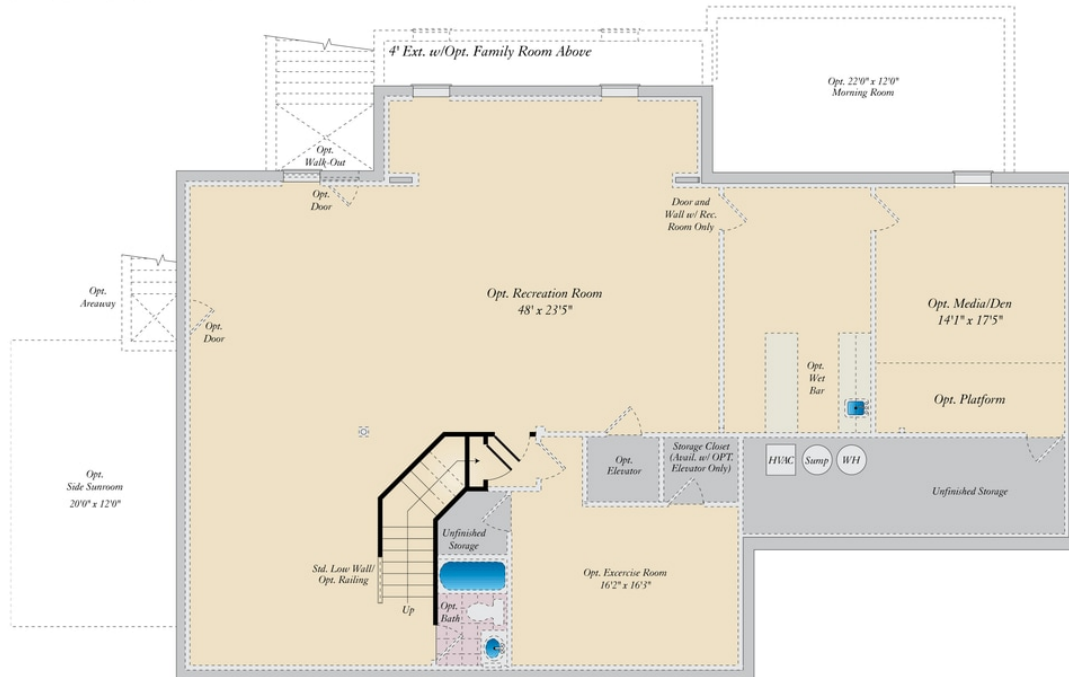 4' Ext. w/Opt. Family Room Above
Opt. 22'0" x 12'0"
Morning Room
Opt.
Walk-Out
Opt.
Door
Door and
Wall w/ Rec.
Room Only
Opt.
Areaway
Opt.
Door
Opt. Recreation Room
48' x 23'5"
Opt. Media/Den
14'1" x 17'5"
Opt.
Wet
Bar
Opt. Platform
Opt.
Side Sunroom
20'0" x 12'0"
Opt.
Elevator
Storage Closet
(Avail. w/ OPT.
Elevator Only)
HVAC
Sump
WH
Unfinished Storage
Unfinished
Storage
Std. Low Wall/
Opt. Railing
Up
Opt.
Bath
Opt. Excercise Room
16'2" x 16'3"